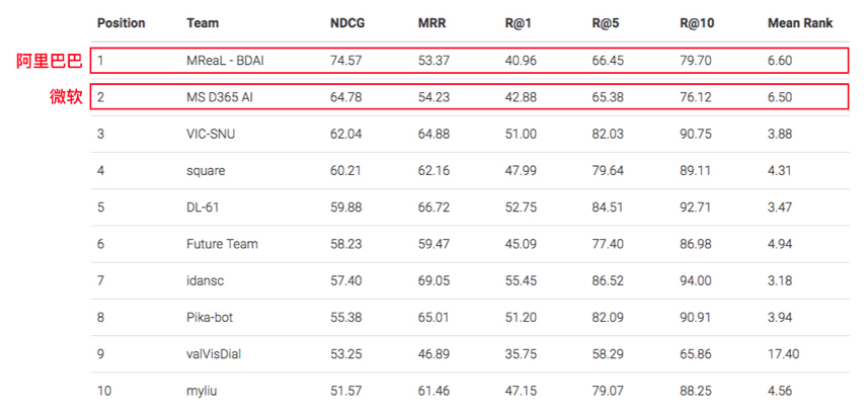 Position Team NDCG MRR R@1 R@5 R@10 Mean Rank
阿里巴巴 1 MReaL - BDAI 74.57 53.37 40.96 66.45 79.70 6.60
微软 2 MS D365 AI 64.78 54.23 42.88 65.38 76.12 6.50
3 VIC-SNU 62.04 64.88 51.00 82.03 90.75 3.88
4 square 60.21 62.16 47.99 79.64 89.11 4.31
5 DL-61 59.88 66.72 52.75 84.51 92.71 3.47
6 Future Team 58.23 59.47 45.09 77.40 86.98 4.94
7 idansc 57.40 69.05 55.45 86.52 94.00 3.18
8 Pika-bot 55.38 65.01 51.20 82.09 90.91 3.94
9 valVisDial 53.25 46.89 35.75 58.29 65.86 17.40
10 myliu 51.57 61.46 47.15 79.07 88.25 4.56